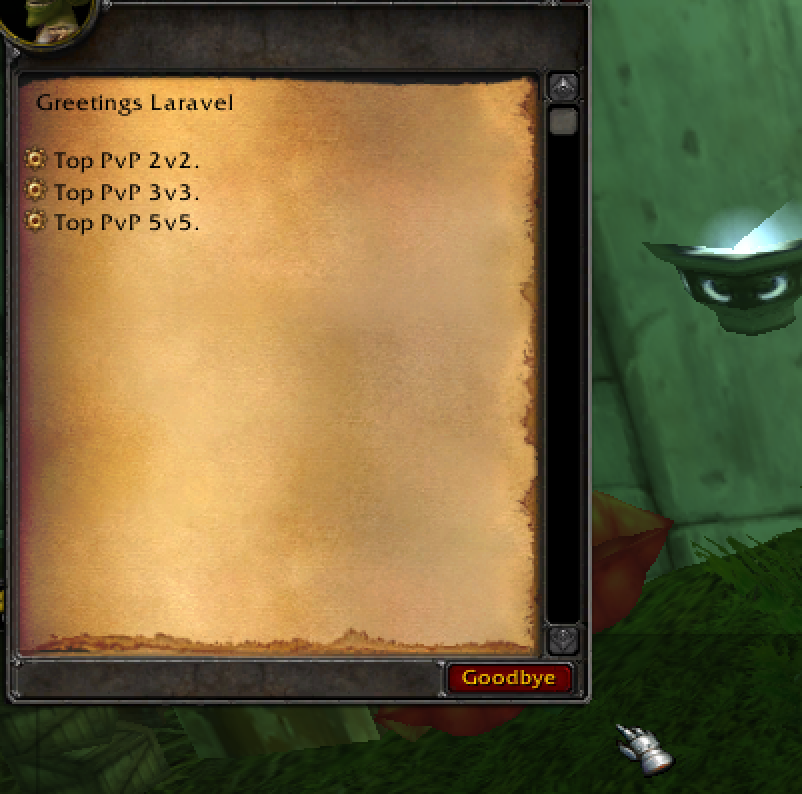 Greetings Laravel
Top PvP 2v2.
Top PvP 3v3.
Top PvP 5v5.
Goodbye